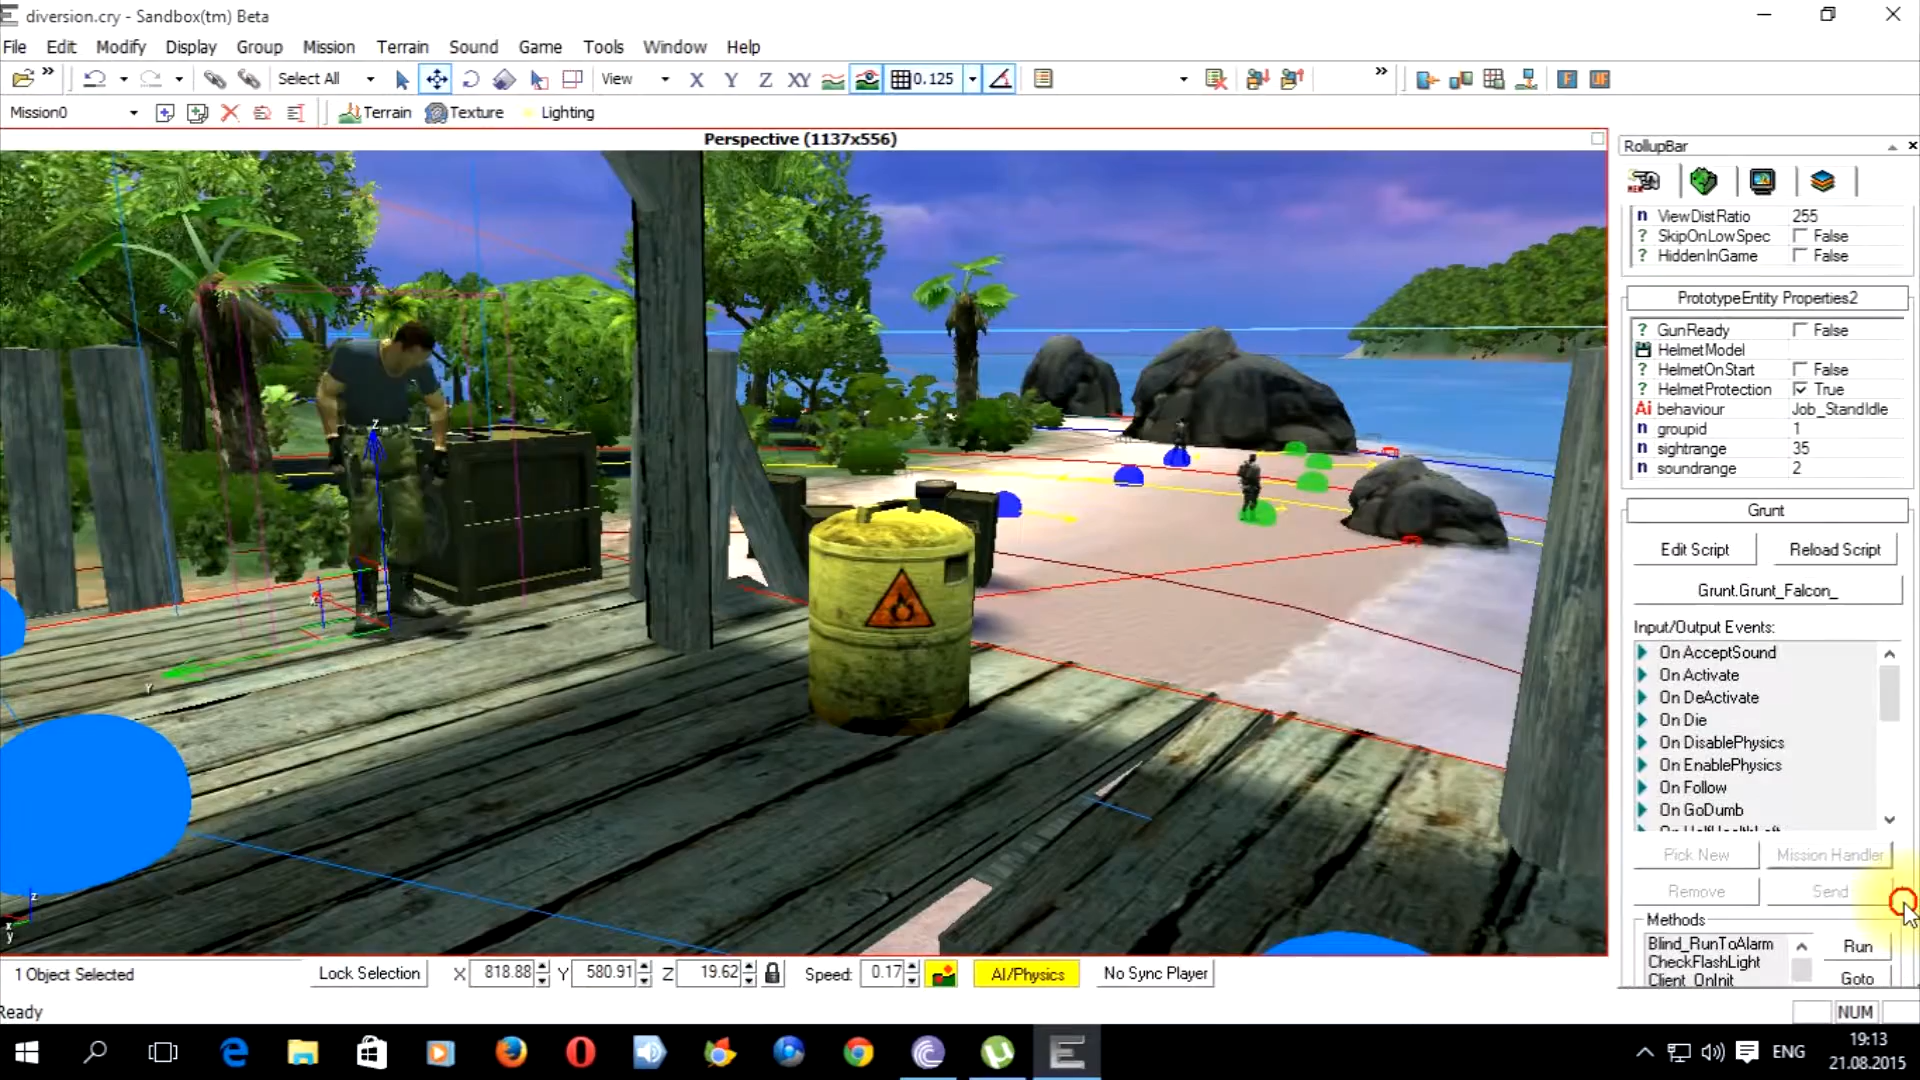 diversion.cry - Sandbox(tm) Beta
File Edit Modify Display Group Mission Terrain Sound Game Tools Window Help
» Select All View X Y Z XY 0.125 »
Mission0 Terrain Texture Lighting
Perspective (1137x556)
RollupBar
NEW
n ViewDistRatio 255
? SkipOnLowSpec False
? HiddenInGame False
PrototypeEntity Properties2
? GunReady False
HelmetModel
? HelmetOnStart False
? HelmetProtection True
Ai behaviour Job_StandIdle
n groupid 1
n sightrange 35
n soundrange 2
Grunt
Edit Script Reload Script
Grunt.Grunt_Falcon_
Input/Output Events:
On AcceptSound
On Activate
On DeActivate
On Die
On DisablePhysics
On EnablePhysics
On Follow
On GoDumb
On HalfHealthLeft
Pick New Mission Handler
Remove Send
Methods
Blind_RunToAlarm Run
CheckFlashLight
Client_OnInit Goto
Z
Y
z
x
y
1 Object Selected Lock Selection X 818.88 Y 580.91 Z 19.62 Speed: 0.17 AI/Physics No Sync Player
Ready NUM
ENG 19:13
21.08.2015